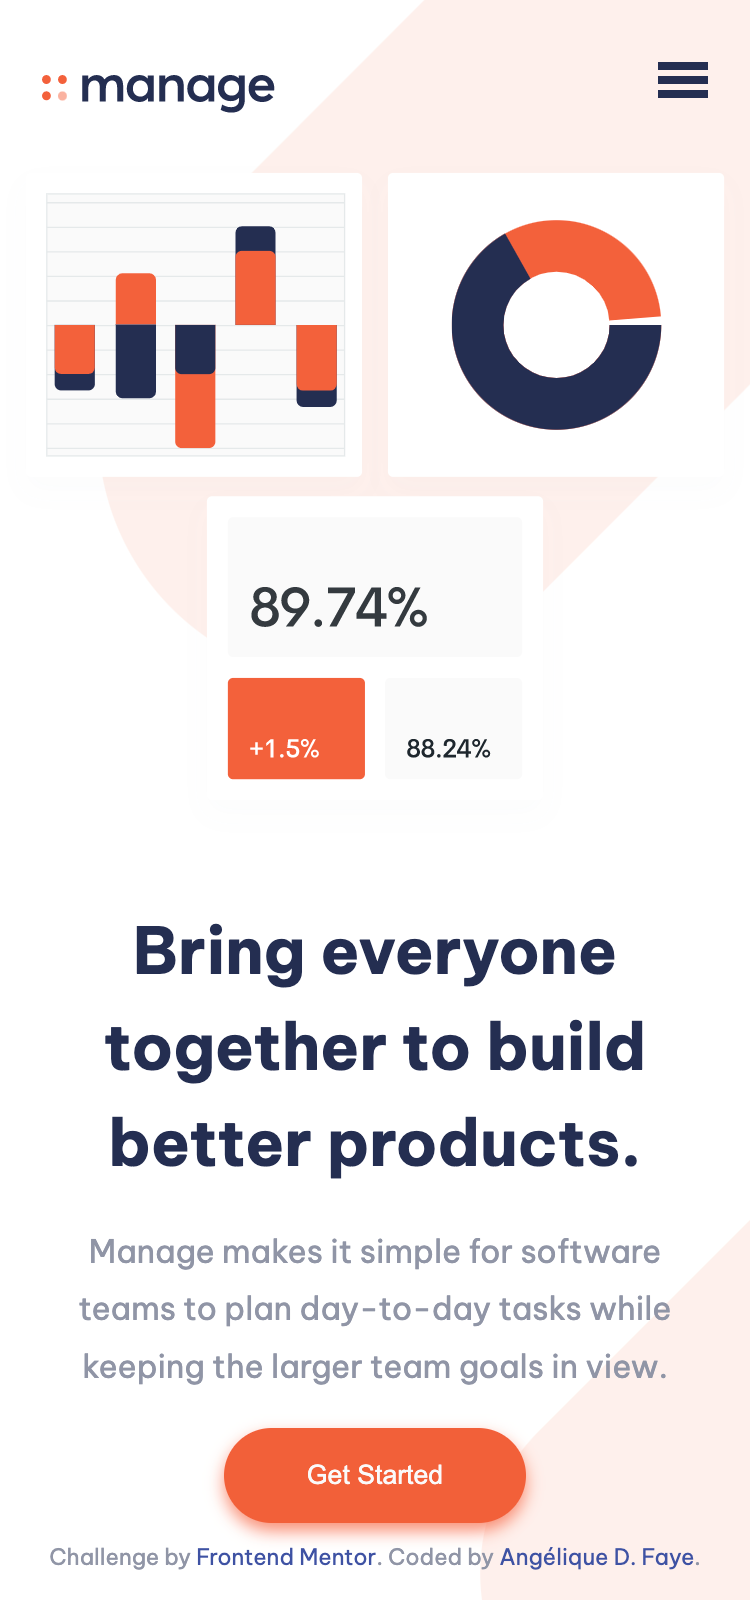 manage
89.74%
+1.5%
88.24%
Bring everyone
together to build
better products.
Manage makes it simple for software
teams to plan day-to-day tasks while
keeping the larger team goals in view.
Get Started
Challenge by Frontend Mentor. Coded by Angélique D. Faye.